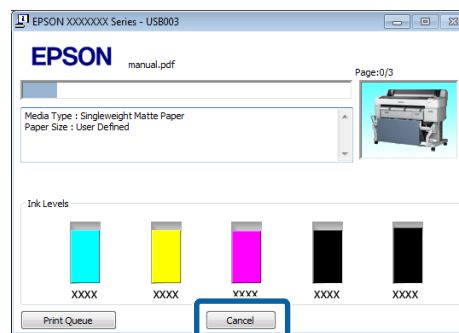 EPSON XXXXXXX Series - USB003
EPSON
manual.pdf
Page:0/3
Media Type : Singleweight Matte Paper
Paper Size : User Defined
Ink Levels
XXXX XXXX XXXX XXXX XXXX
Print Queue Cancel